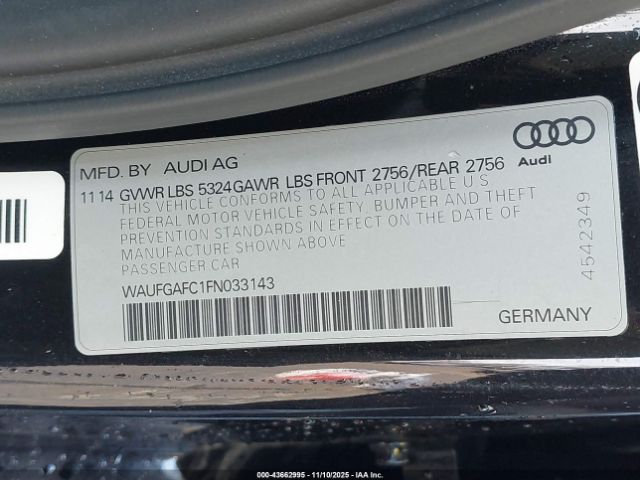 MFD. BY AUDI AG
11 14 GVWR LBS 5324 GAWR LBS FRONT 2756/REAR 2756
THIS VEHICLE CONFORMS TO ALL APPLICABLE U S
FEDERAL MOTOR VEHICLE SAFETY, BUMPER AND THEFT
PREVENTION STANDARDS IN EFFECT ON THE DATE OF
MANUFACTURE SHOWN ABOVE
PASSENGER CAR
WAUFGAFC1FN033143
Audi
4542349
GERMANY
000-43662995 - 11/10/2025 - IAAI, Inc.